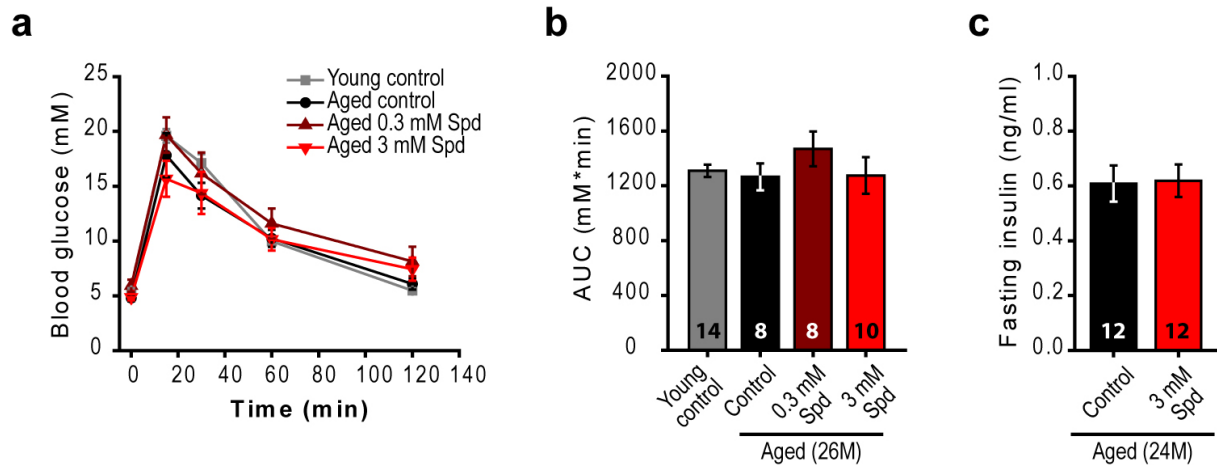 a
Blood glucose (mM)
25
20
15
10
5
0
0 20 40 60 80 100 120 140
Time (min)
Young control
Aged control
Aged 0.3 mM Spd
Aged 3 mM Spd
b
AUC (mM*min)
2000
1600
1200
800
400
0
14
8
8
10
Young
control
Control
0.3 mM
Spd
3 mM
Spd
Aged (26M)
c
Fasting insulin (ng/ml)
1.0
0.8
0.6
0.4
0.2
0.0
12
12
Control
3 mM
Spd
Aged (24M)